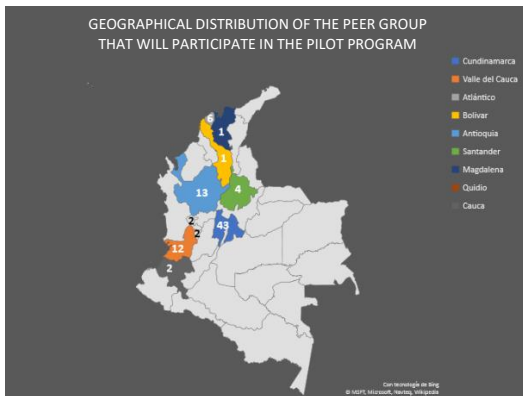 GEOGRAPHICAL DISTRIBUTION OF THE PEER GROUP
THAT WILL PARTICIPATE IN THE PILOT PROGRAM
Cundinamarca
Valle del Cauca
Atlántico
Bolivar
Antioquia
Santander
Magdalena
Quidio
Cauca
6
1
1
13
4
2
2
43
12
2
Con tecnología de Bing
© MSFT, Microsoft, Navteq, Wikipedia